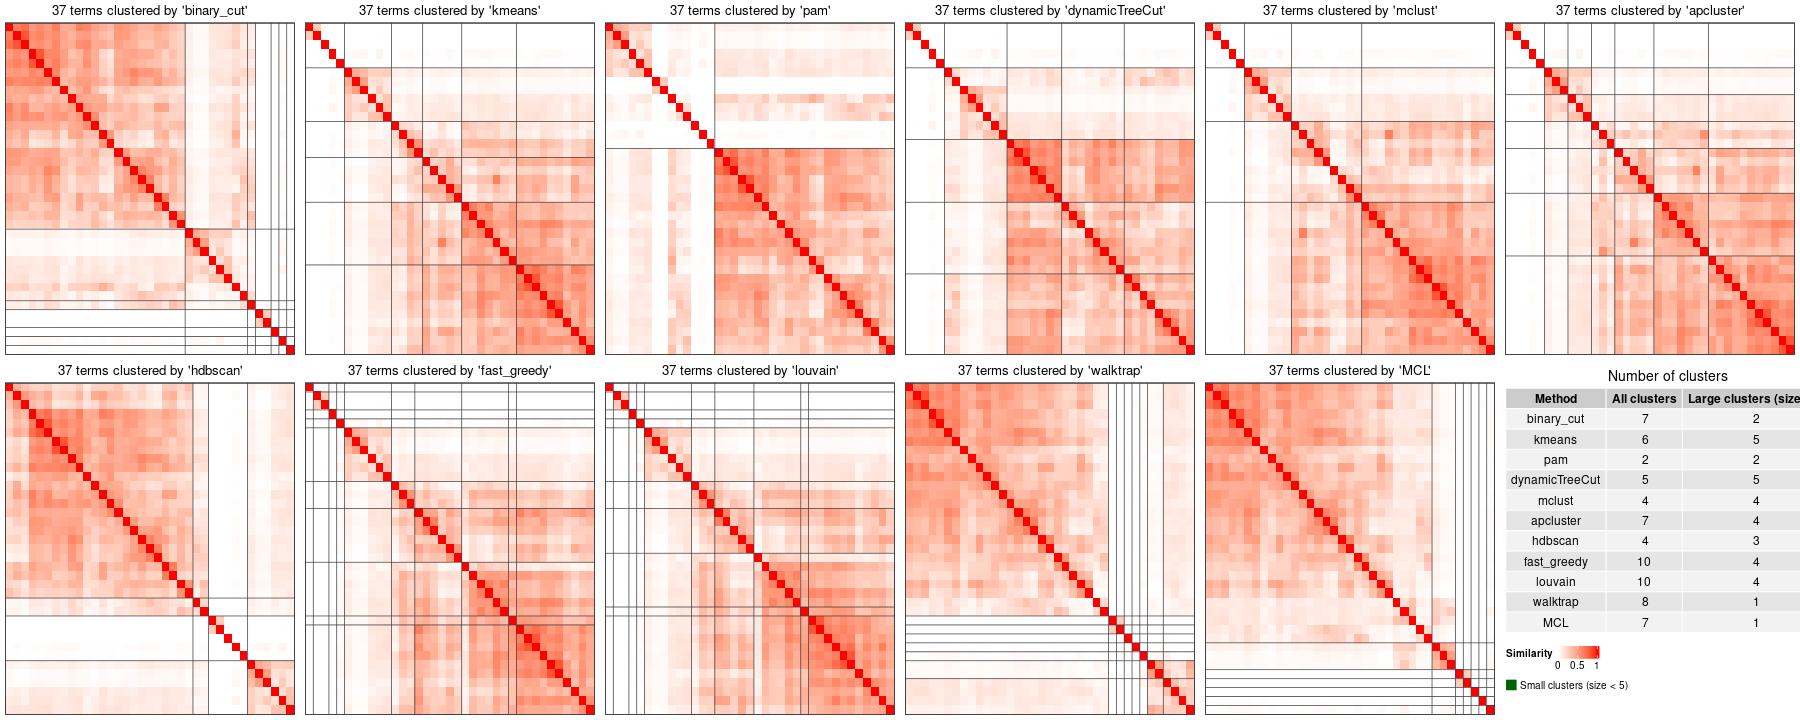 37 terms clustered by 'binary_cut'
37 terms clustered by 'kmeans'
37 terms clustered by 'pam'
37 terms clustered by 'dynamicTreeCut'
37 terms clustered by 'mclust'
37 terms clustered by 'apcluster'
37 terms clustered by 'hdbscan'
37 terms clustered by 'fast_greedy'
37 terms clustered by 'louvain'
37 terms clustered by 'walktrap'
37 terms clustered by 'MCL'
Number of clusters
Method All clusters Large clusters (size
binary_cut 7 2
kmeans 6 5
pam 2 2
dynamicTreeCut 5 5
mclust 4 4
apcluster 7 4
hdbscan 4 3
fast_greedy 10 4
louvain 10 4
walktrap 8 1
MCL 7 1
Similarity
0 0.5 1
Small clusters (size < 5)